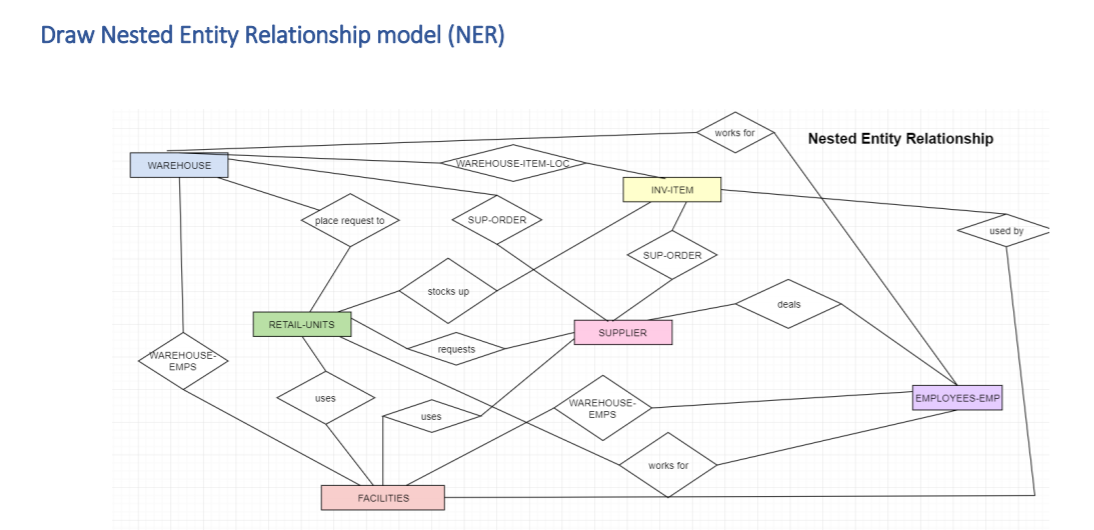 Draw Nested Entity Relationship model (NER)
works for
Nested Entity Relationship
WAREHOUSE
WAREHOUSE-ITEM-LOC
INV-ITEM
place request to
SUP-ORDER
used by
SUP-ORDER
stocks up
deals
RETAIL-UNITS
SUPPLIER
requests
WAREHOUSE-
EMPS
uses
EMPLOYEES-EMP
WAREHOUSE-
EMPS
uses
works for
FACILITIES